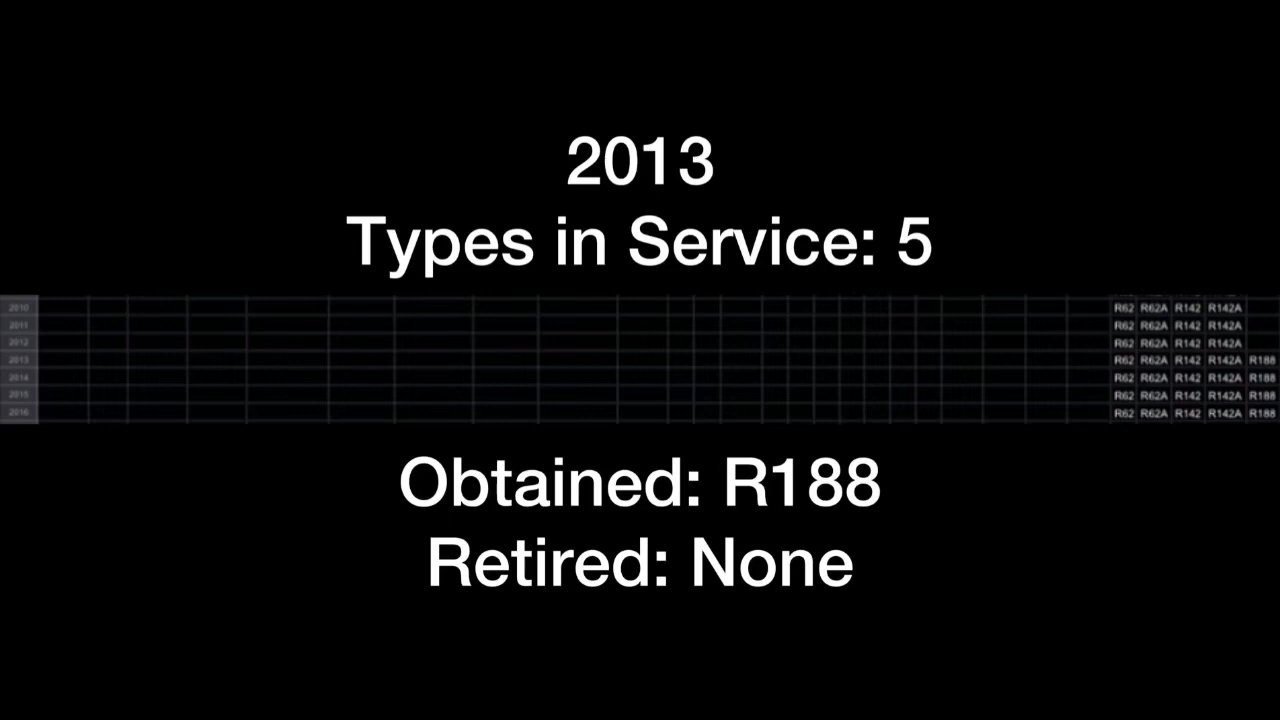 2013
Types in Service: 5
2010 R62 R62A R142 R142A
2011 R62 R62A R142 R142A
2012 R62 R62A R142 R142A
2013 R62 R62A R142 R142A R188
2014 R62 R62A R142 R142A R188
2015 R62 R62A R142 R142A R188
2016 R62 R62A R142 R142A R188
Obtained: R188
Retired: None